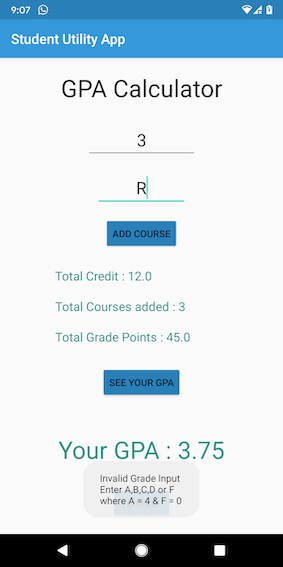 9:07
Student Utility App
GPA Calculator
3
R
ADD COURSE
Total Credit : 12.0
Total Courses added : 3
Total Grade Points : 45.0
SEE YOUR GPA
Your GPA : 3.75
Invalid Grade Input
Enter A,B,C,D or F
where A = 4 & F = 0